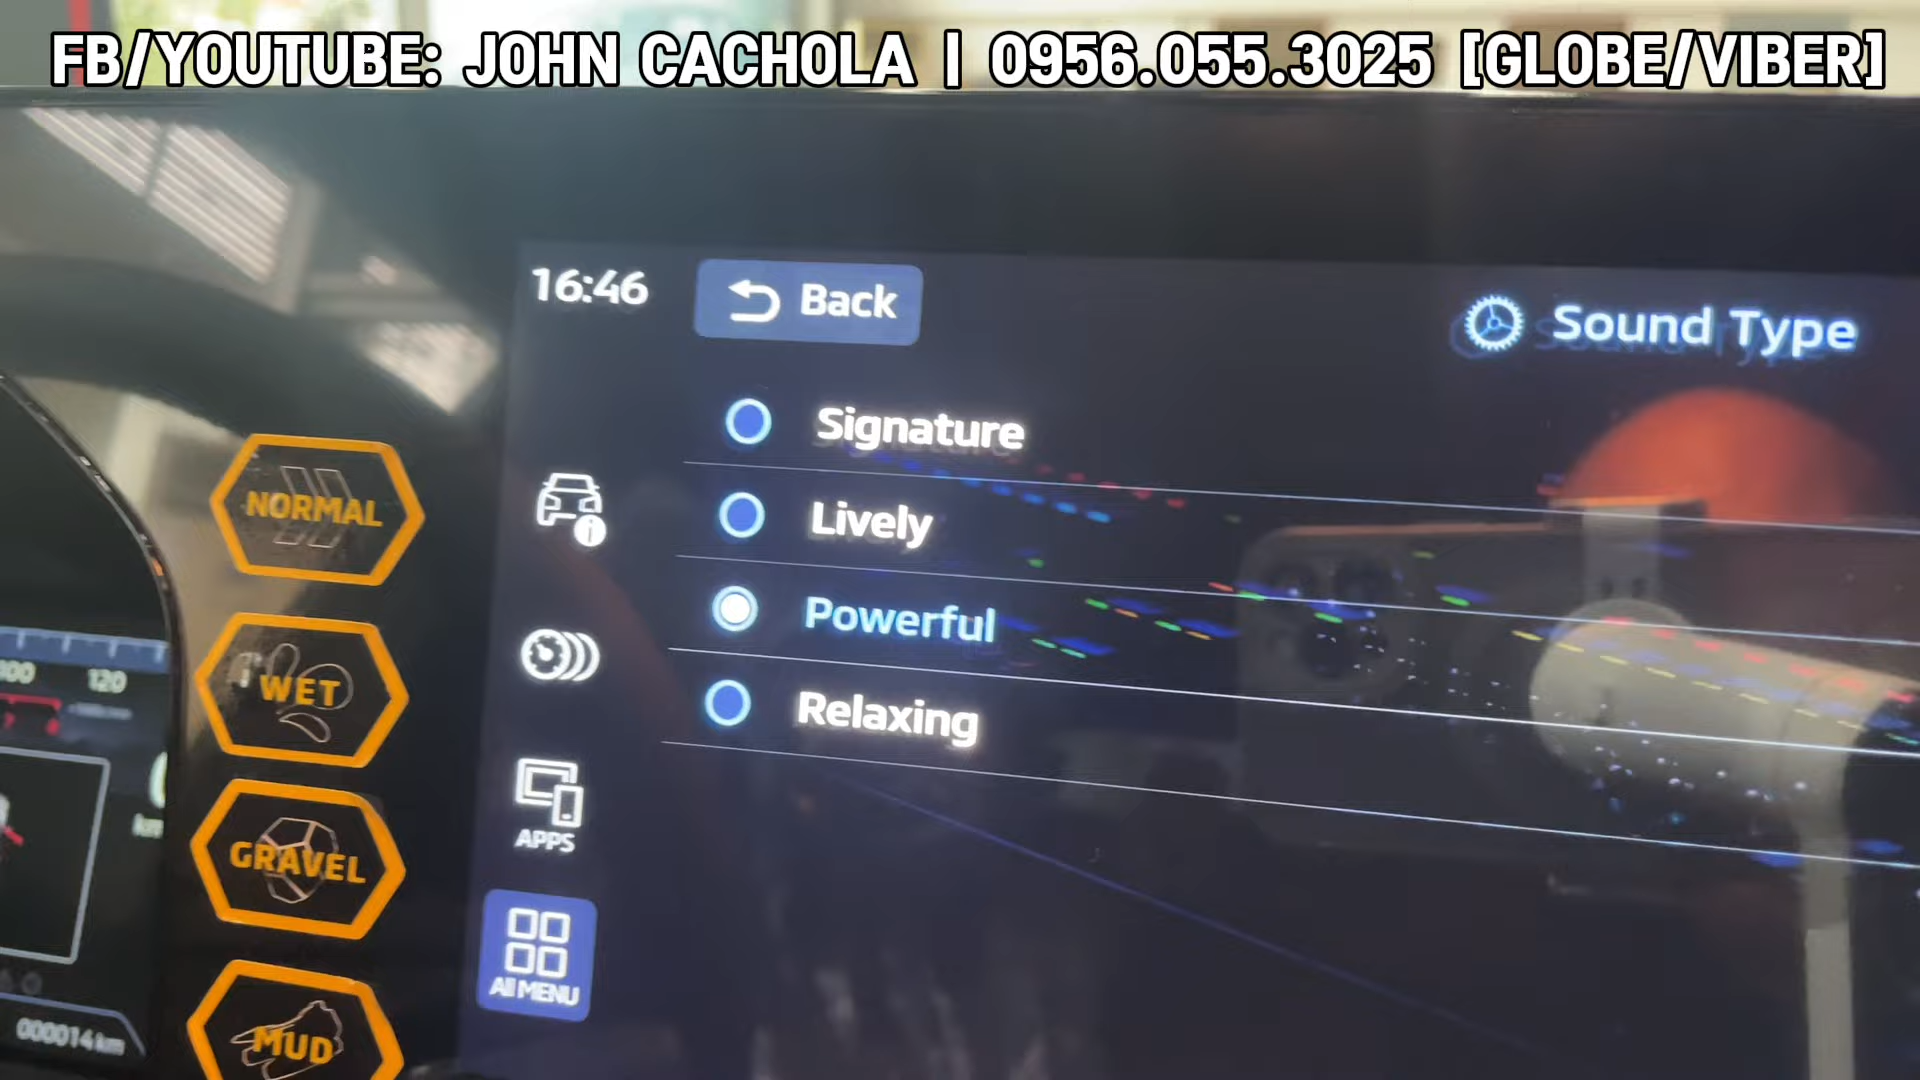 FB/YOUTUBE: JOHN CACHOLA | 0956.055.3025 [GLOBE/VIBER]
16:46
Back
Sound Type
Signature
Lively
Powerful
Relaxing
APPS
All MENU
NORMAL
WET
GRAVEL
MUD
120
000014 km